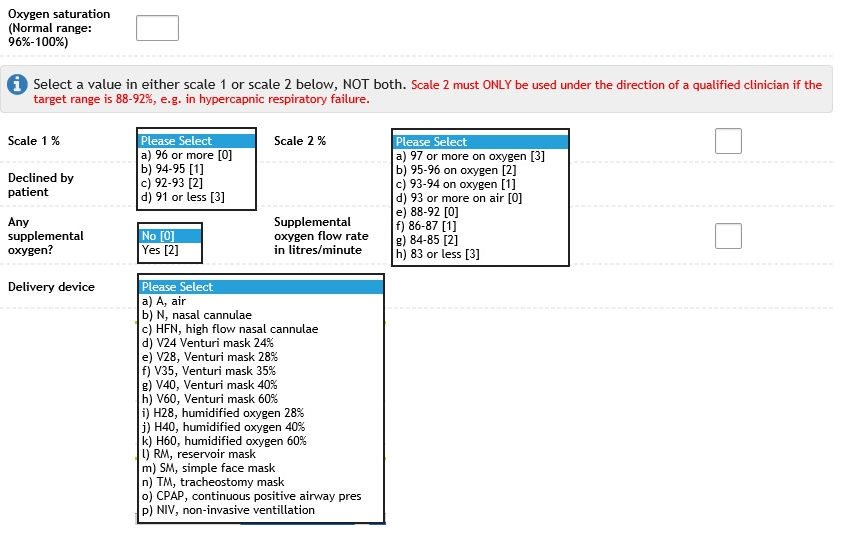 Oxygen saturation
(Normal range:
96%-100%)
Select a value in either scale 1 or scale 2 below, NOT both. Scale 2 must ONLY be used under the direction of a qualified clinician if the
target range is 88-92%, e.g. in hypercapnic respiratory failure.
Scale 1 %
Please Select
a) 96 or more [0]
b) 94-95 [1]
c) 92-93 [2]
d) 91 or less [3]
Scale 2 %
Please Select
a) 97 or more on oxygen [3]
b) 95-96 on oxygen [2]
c) 93-94 on oxygen [1]
d) 93 or more on air [0]
e) 88-92 [0]
f) 86-87 [1]
g) 84-85 [2]
h) 83 or less [3]
Declined by
patient
Any
supplemental
oxygen?
No [0]
Yes [2]
Supplemental
oxygen flow rate
in litres/minute
Delivery device
Please Select
a) A, air
b) N, nasal cannulae
c) HFN, high flow nasal cannulae
d) V24 Venturi mask 24%
e) V28, Venturi mask 28%
f) V35, Venturi mask 35%
g) V40, Venturi mask 40%
h) V60, Venturi mask 60%
i) H28, humidified oxygen 28%
j) H40, humidified oxygen 40%
k) H60, humidified oxygen 60%
l) RM, reservoir mask
m) SM, simple face mask
n) TM, tracheostomy mask
o) CPAP, continuous positive airway pres
p) NIV, non-invasive ventillation